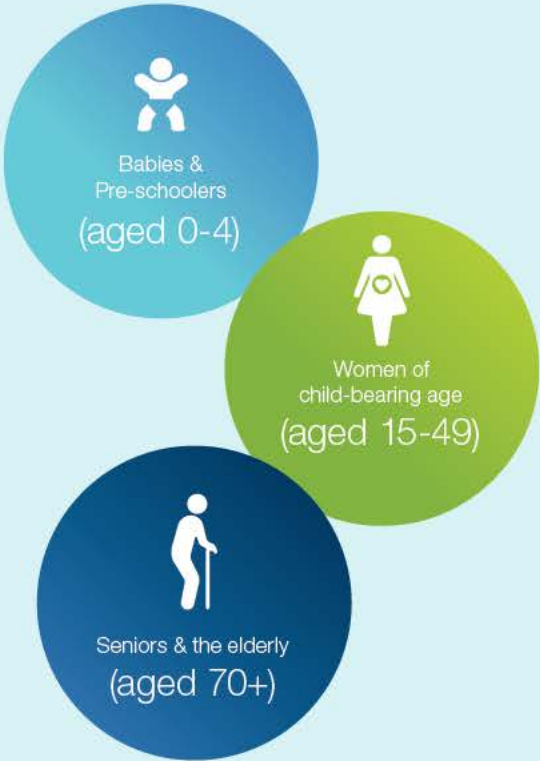 Babies &
Pre-schoolers
(aged 0-4)
Women of
child-bearing age
(aged 15-49)
Seniors & the elderly
(aged 70+)